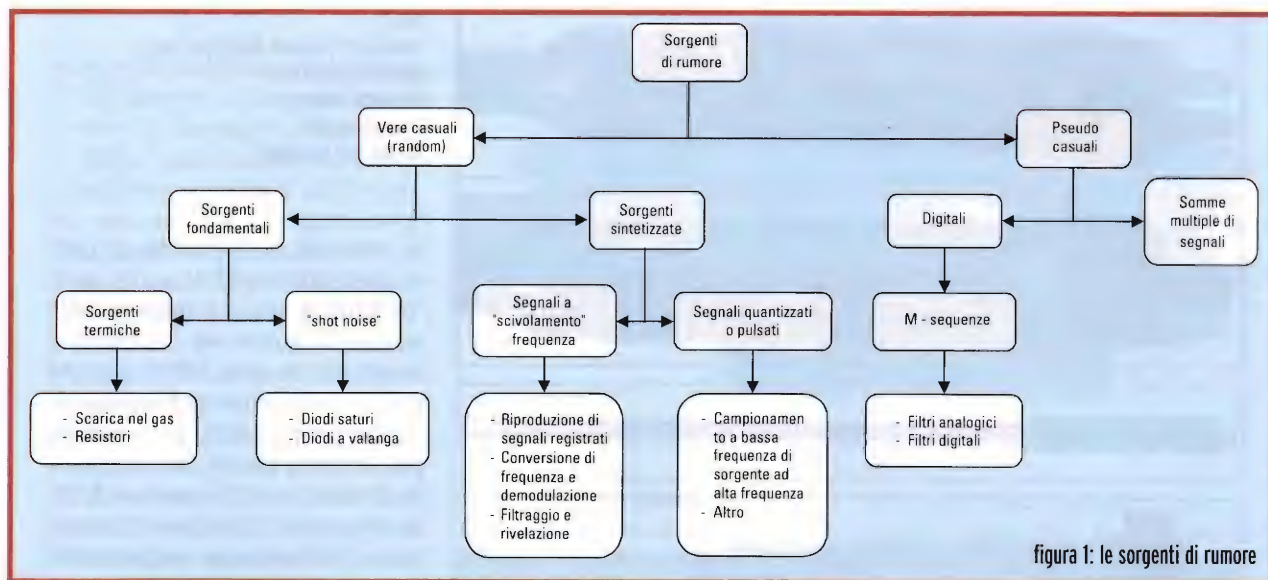 Sorgenti
di rumore
Vere casuali
(random)
Pseudo
casuali
Sorgenti
fondamentali
Sorgenti
sintetizzate
Digitali
Somme
multiple di
segnali
Sorgenti
termiche
"shot noise"
Segnali a
"scivolamento"
frequenza
Segnali quantizzati
o pulsati
M - sequenze
- Scarica nel gas
- Resistori
- Diodi saturi
- Diodi a valanga
- Riproduzione di
segnali registrati
- Conversione di
frequenza e
demodulazione
- Filtraggio e
rivelazione
- Campionamen
to a bassa
frequenza di
sorgente ad
alta frequenza
- Altro
- Filtri analogici
- Filtri digitali
figura 1: le sorgenti di rumore